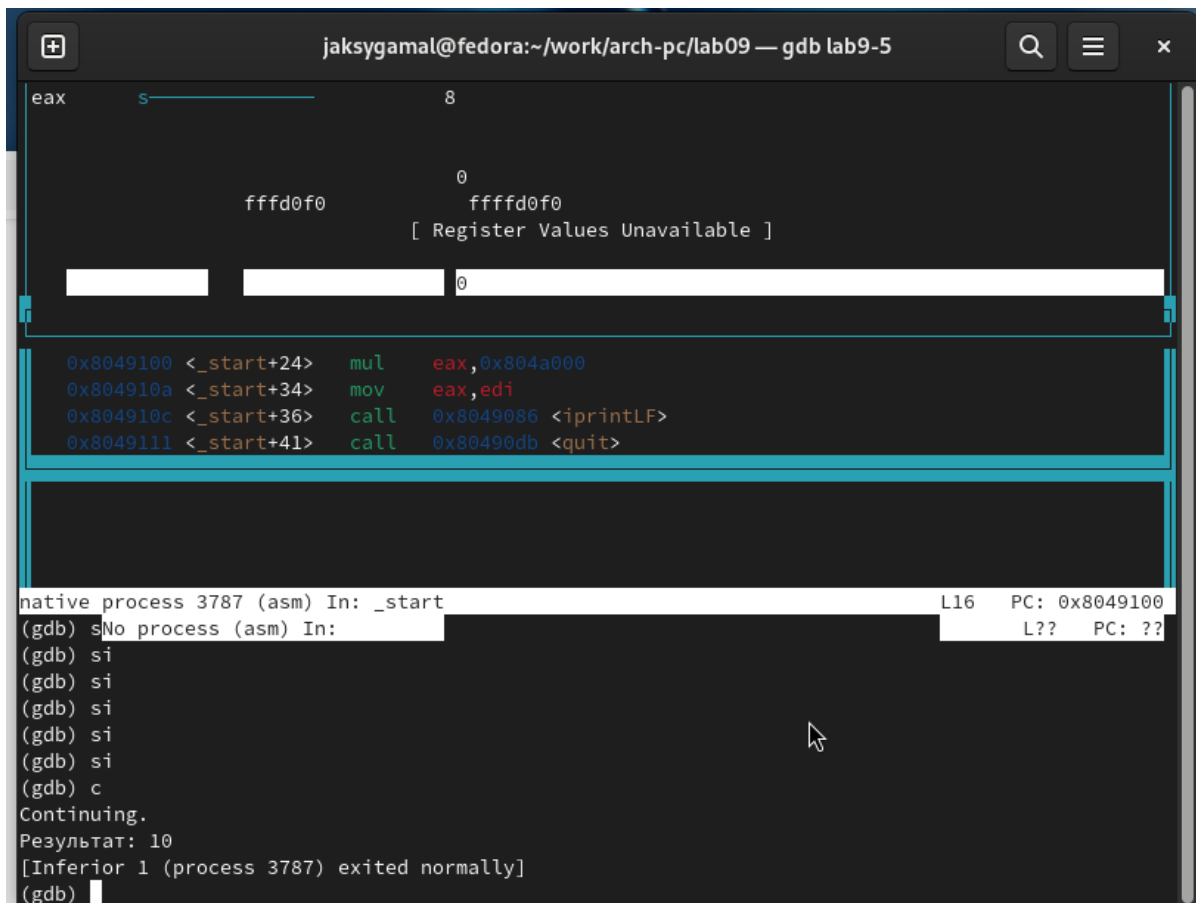 jaksygamal@fedora:~/work/arch-pc/lab09 — gdb lab9-5
eax s 8
0
fffd0f0 ffffd0f0
[ Register Values Unavailable ]
0
0x8049100 <_start+24> mul eax,0x804a000
0x804910a <_start+34> mov eax,edi
0x804910c <_start+36> call 0x8049086 <iprintLF>
0x8049111 <_start+41> call 0x80490db <quit>
native process 3787 (asm) In: _start L16 PC: 0x8049100
(gdb) sNo process (asm) In: L?? PC: ??
(gdb) si
(gdb) si
(gdb) si
(gdb) si
(gdb) si
(gdb) c
Continuing.
Результат: 10
[Inferior 1 (process 3787) exited normally]
(gdb)